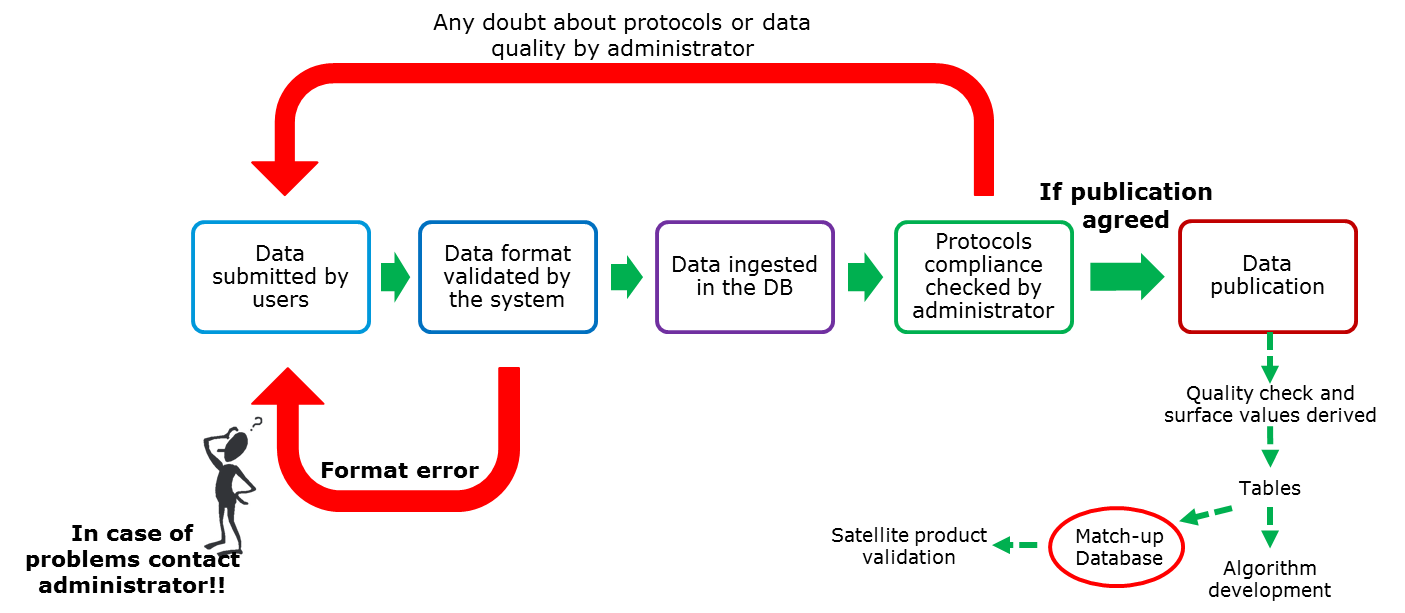 Any doubt about protocols or data
quality by administrator
If publication
agreed
Data
submitted by
users
Data format
validated by
the system
Data ingested
in the DB
Protocols
compliance
checked by
administrator
Data
publication
Quality check and
surface values derived
?
Format error
Tables
In case of
problems contact
administrator!!
Satellite product
validation
Match-up
Database
Algorithm
development